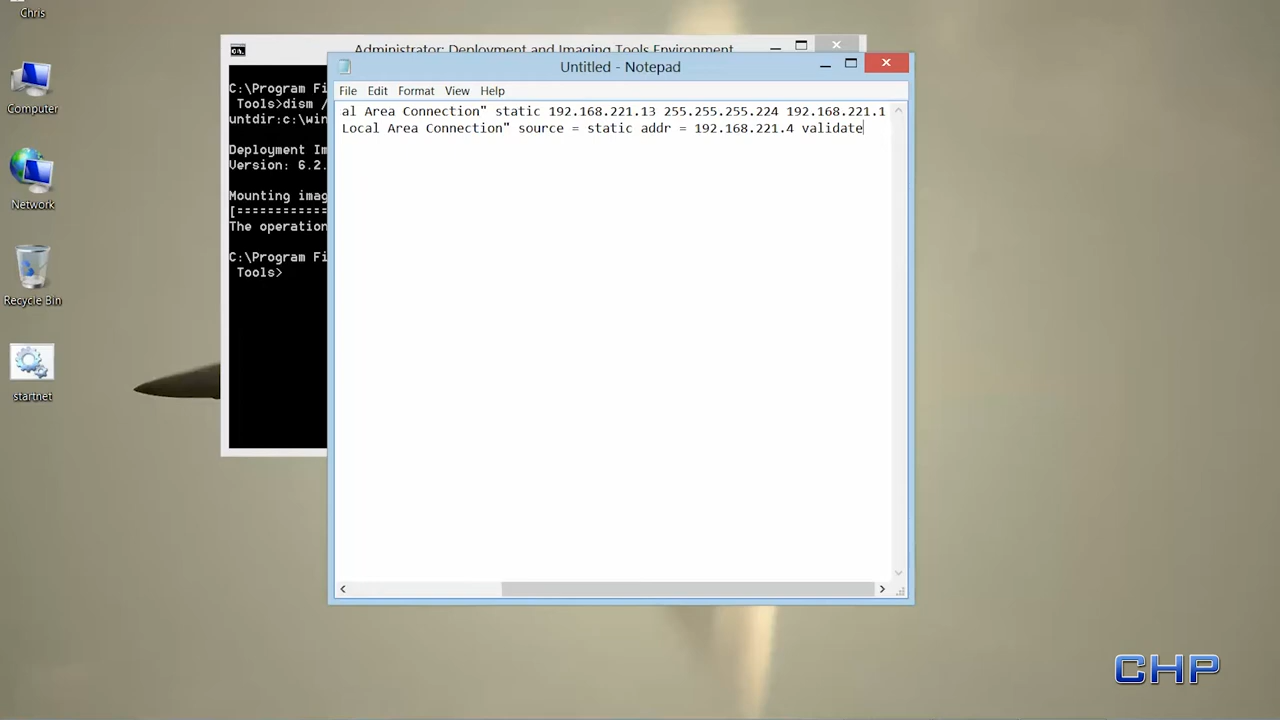 Chris
Computer
Network
Recycle Bin
startnet
Administrator: Deployment and Imaging Tools Environment
C:\Program Fi
Tools>dism /
untdir:c:\win
Deployment Im
Version: 6.2.
Mounting imag
[============
The operation
C:\Program Fi
Tools>
Untitled - Notepad
File Edit Format View Help
al Area Connection" static 192.168.221.13 255.255.255.224 192.168.221.1
Local Area Connection" source = static addr = 192.168.221.4 validate
CHP